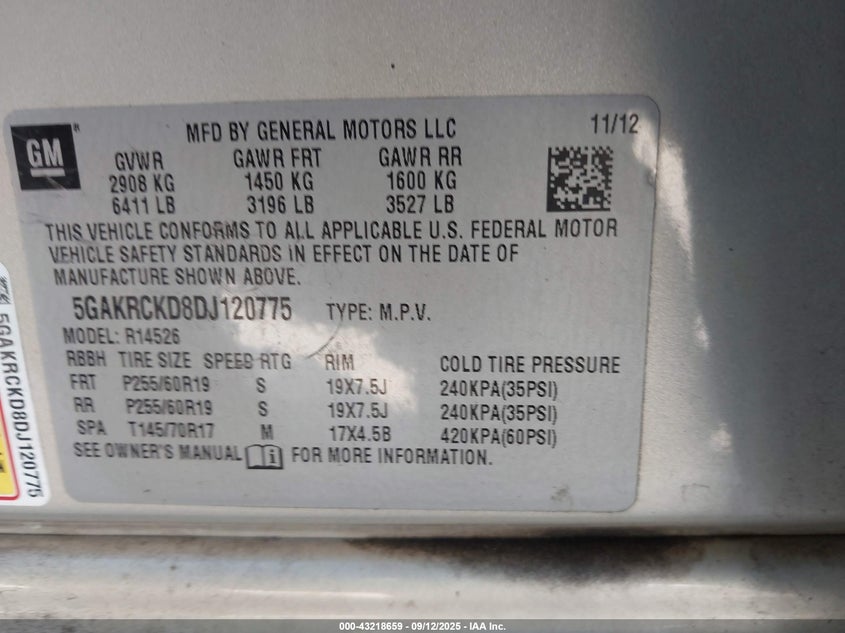 GM
MFD BY GENERAL MOTORS LLC 11/12
GVWR GAWR FRT GAWR RR
2908 KG 1450 KG 1600 KG
6411 LB 3196 LB 3527 LB
THIS VEHICLE CONFORMS TO ALL APPLICABLE U.S. FEDERAL MOTOR
VEHICLE SAFETY STANDARDS IN EFFECT ON THE DATE OF
MANUFACTURE SHOWN ABOVE.
5GAKRCKD8DJ120775 TYPE: M.P.V.
MODEL: R14526
RBBH TIRE SIZE SPEED RTG RIM COLD TIRE PRESSURE
FRT P255/60R19 S 19X7.5J 240KPA(35PSI)
RR P255/60R19 S 19X7.5J 240KPA(35PSI)
SPA T145/70R17 M 17X4.5B 420KPA(60PSI)
SEE OWNER'S MANUAL i FOR MORE INFORMATION.
5GAKRCKD8DJ120775
000-43218659 - 09/12/2025 - IAA Inc.